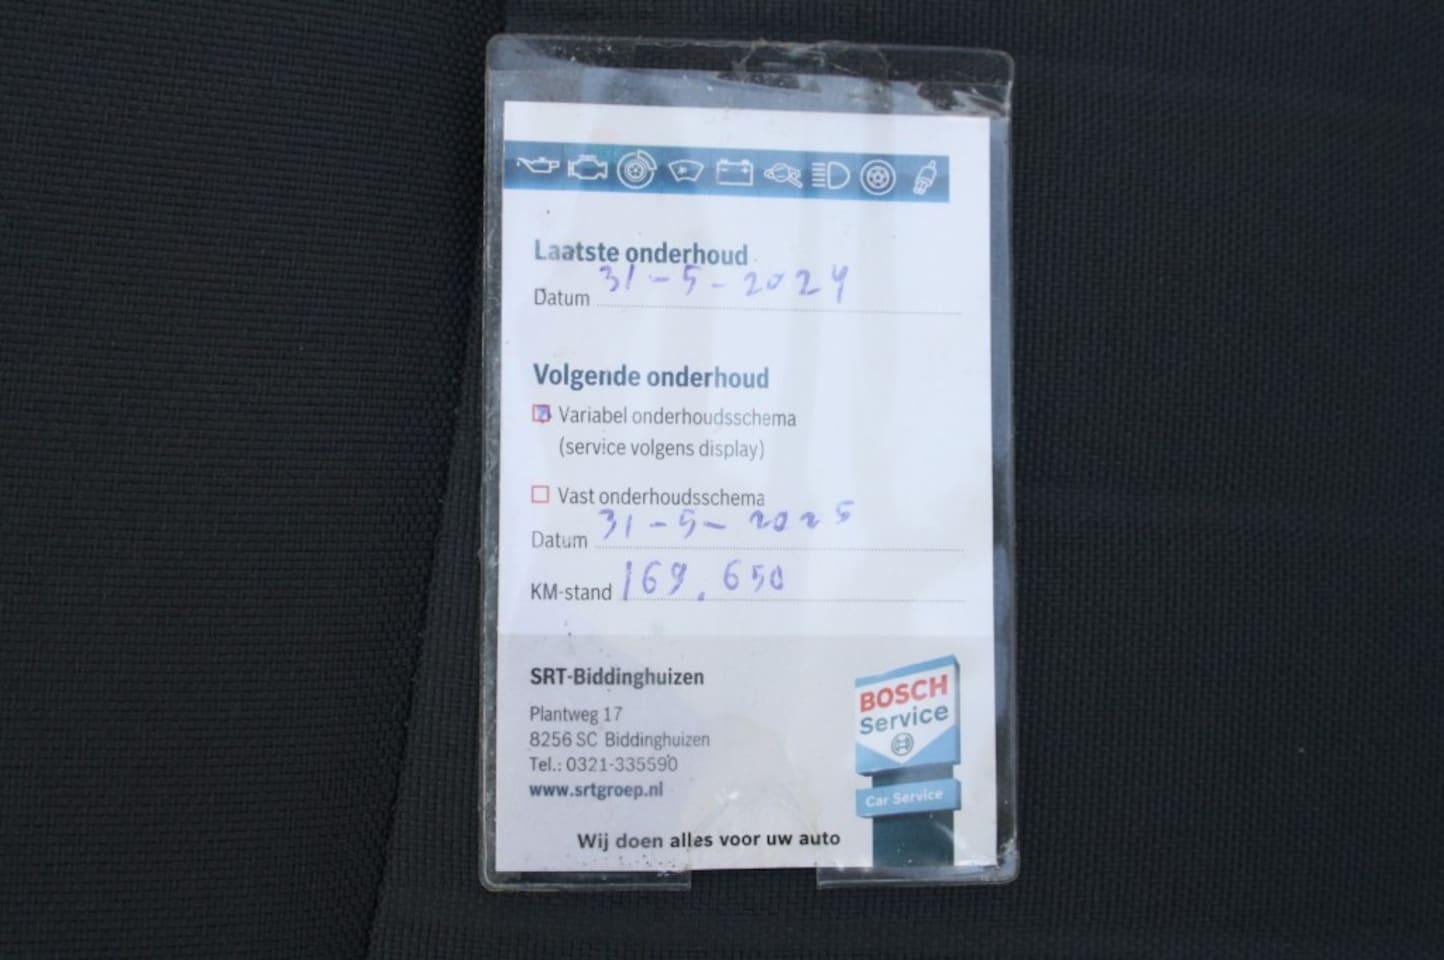 Laatste onderhoud
Datum 31-5-2024
Volgende onderhoud
Variabel onderhoudsschema
(service volgens display)
Vast onderhoudsschema
Datum 31-5-2025
KM-stand 169.650
SRT-Biddinghuizen
Plantweg 17
8256 SC Biddinghuizen
Tel.: 0321-335590
www.srtgroep.nl
BOSCH
Service
Car Service
Wij doen alles voor uw auto